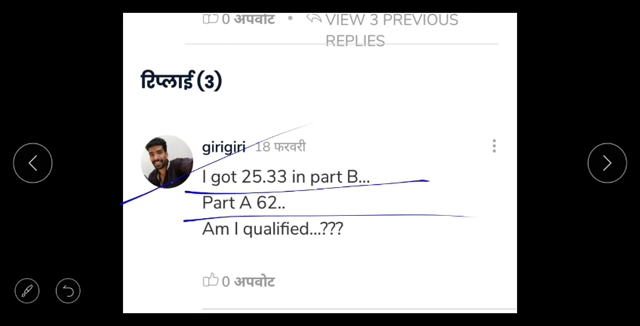 0 अपवोट • VIEW 3 PREVIOUS
REPLIES
रिप्लाई (3)
girigiri 18 फरवरी
I got 25.33 in part B...
Part A 62..
Am I qualified...???
0 अपवोट